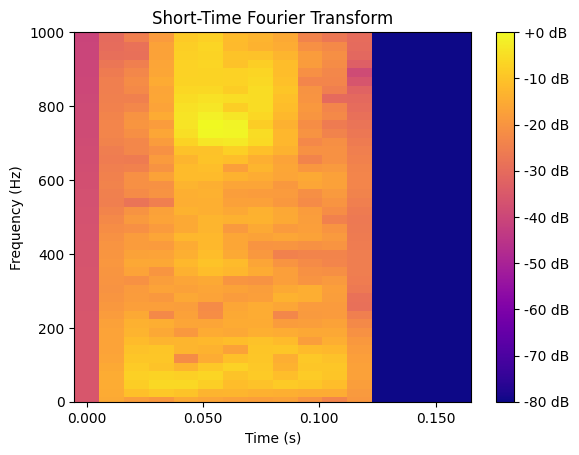 Short-Time Fourier Transform
Frequency (Hz)
1000
800
600
400
200
0
0.000
0.050
0.100
0.150
Time (s)
+0 dB
-10 dB
-20 dB
-30 dB
-40 dB
-50 dB
-60 dB
-70 dB
-80 dB